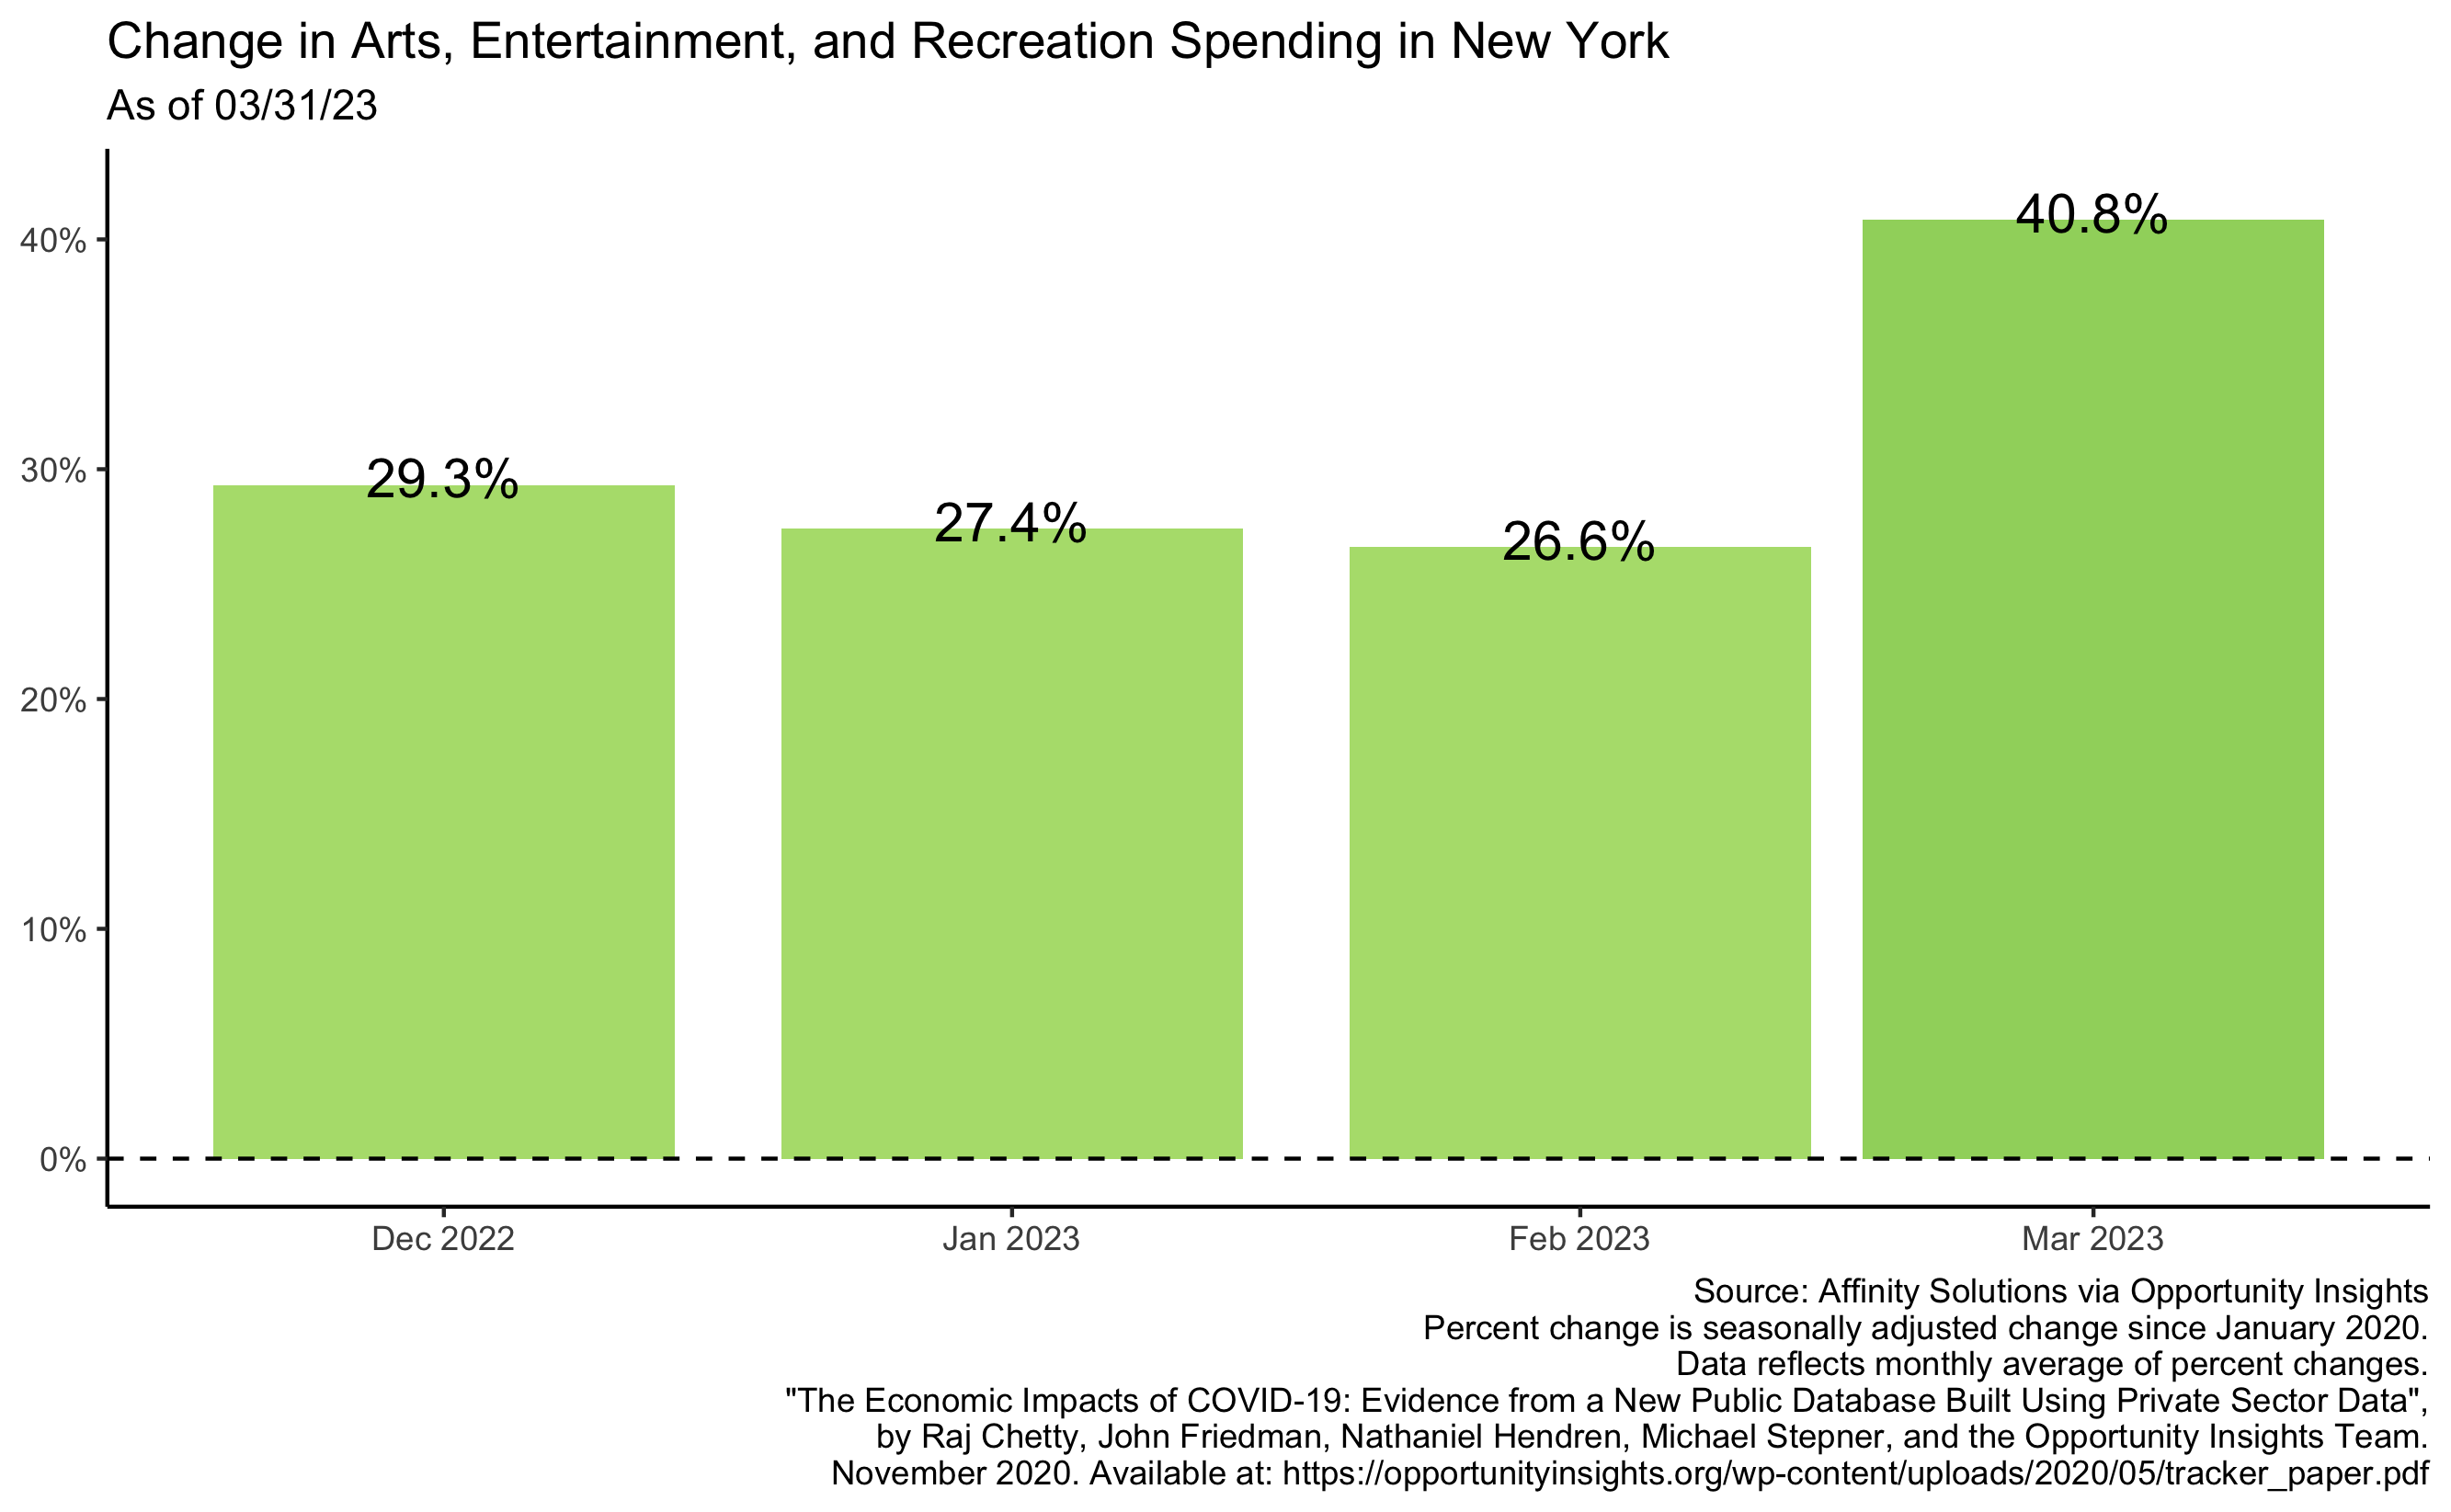 Change in Arts, Entertainment, and Recreation Spending in New York
As of 03/31/23
40%
30%
20%
10%
0%
29.3%
27.4%
26.6%
40.8%
Dec 2022
Jan 2023
Feb 2023
Mar 2023
Source: Affinity Solutions via Opportunity Insights
Percent change is seasonally adjusted change since January 2020.
Data reflects monthly average of percent changes.
"The Economic Impacts of COVID-19: Evidence from a New Public Database Built Using Private Sector Data",
by Raj Chetty, John Friedman, Nathaniel Hendren, Michael Stepner, and the Opportunity Insights Team.
November 2020. Available at: https://opportunityinsights.org/wp-content/uploads/2020/05/tracker_paper.pdf